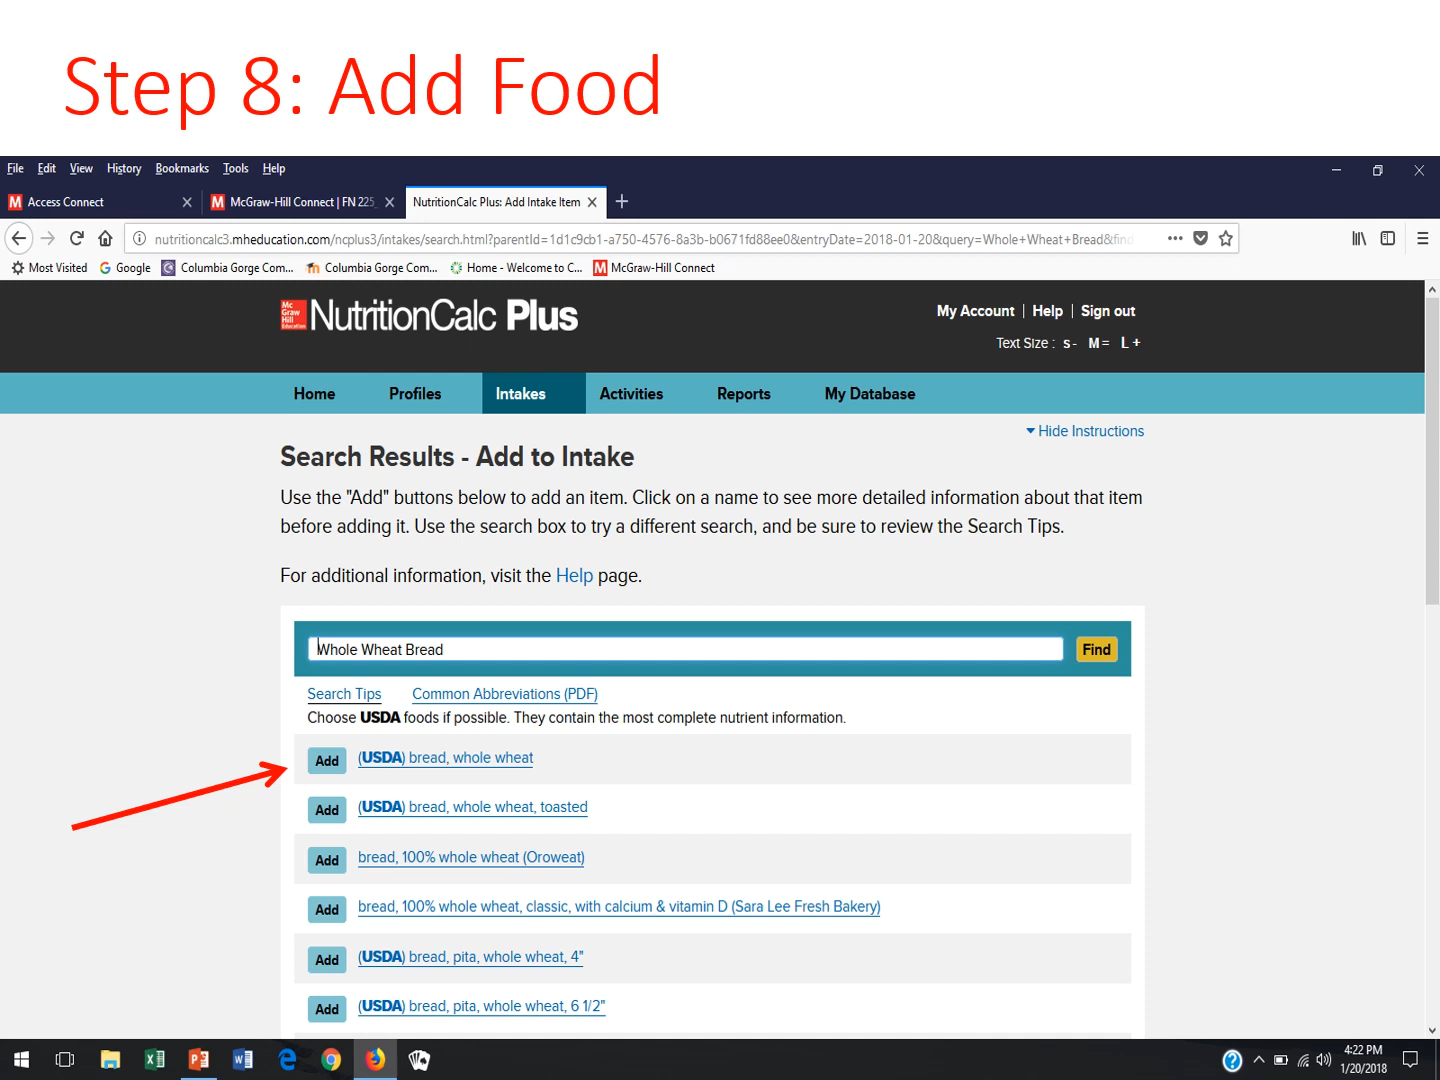 Step 8: Add Food
File Edit View History Bookmarks Tools Help
Access Connect
McGraw-Hill Connect | FN 225
NutritionCalc Plus: Add Intake Item
nutritioncalc3.mheducation.com/ncplus3/intakes/search.html?parentId=1d1c9cb1-a750-4576-8a3b-b0671fd88ee0&entryDate=2018-01-20&query=Whole+Wheat+Bread&find
Most Visited Google Columbia Gorge Com... Columbia Gorge Com... Home - Welcome to C... McGraw-Hill Connect
Mc Graw Hill Education NutritionCalc Plus
My Account | Help | Sign out
Text Size : s - M = L +
Home Profiles Intakes Activities Reports My Database
Hide Instructions
Search Results - Add to Intake
Use the "Add" buttons below to add an item. Click on a name to see more detailed information about that item
before adding it. Use the search box to try a different search, and be sure to review the Search Tips.
For additional information, visit the Help page.
Whole Wheat Bread Find
Search Tips Common Abbreviations (PDF)
Choose USDA foods if possible. They contain the most complete nutrient information.
Add (USDA) bread, whole wheat
Add (USDA) bread, whole wheat, toasted
Add bread, 100% whole wheat (Oroweat)
Add bread, 100% whole wheat, classic, with calcium & vitamin D (Sara Lee Fresh Bakery)
Add (USDA) bread, pita, whole wheat, 4"
Add (USDA) bread, pita, whole wheat, 6 1/2"
4:22 PM
1/20/2018